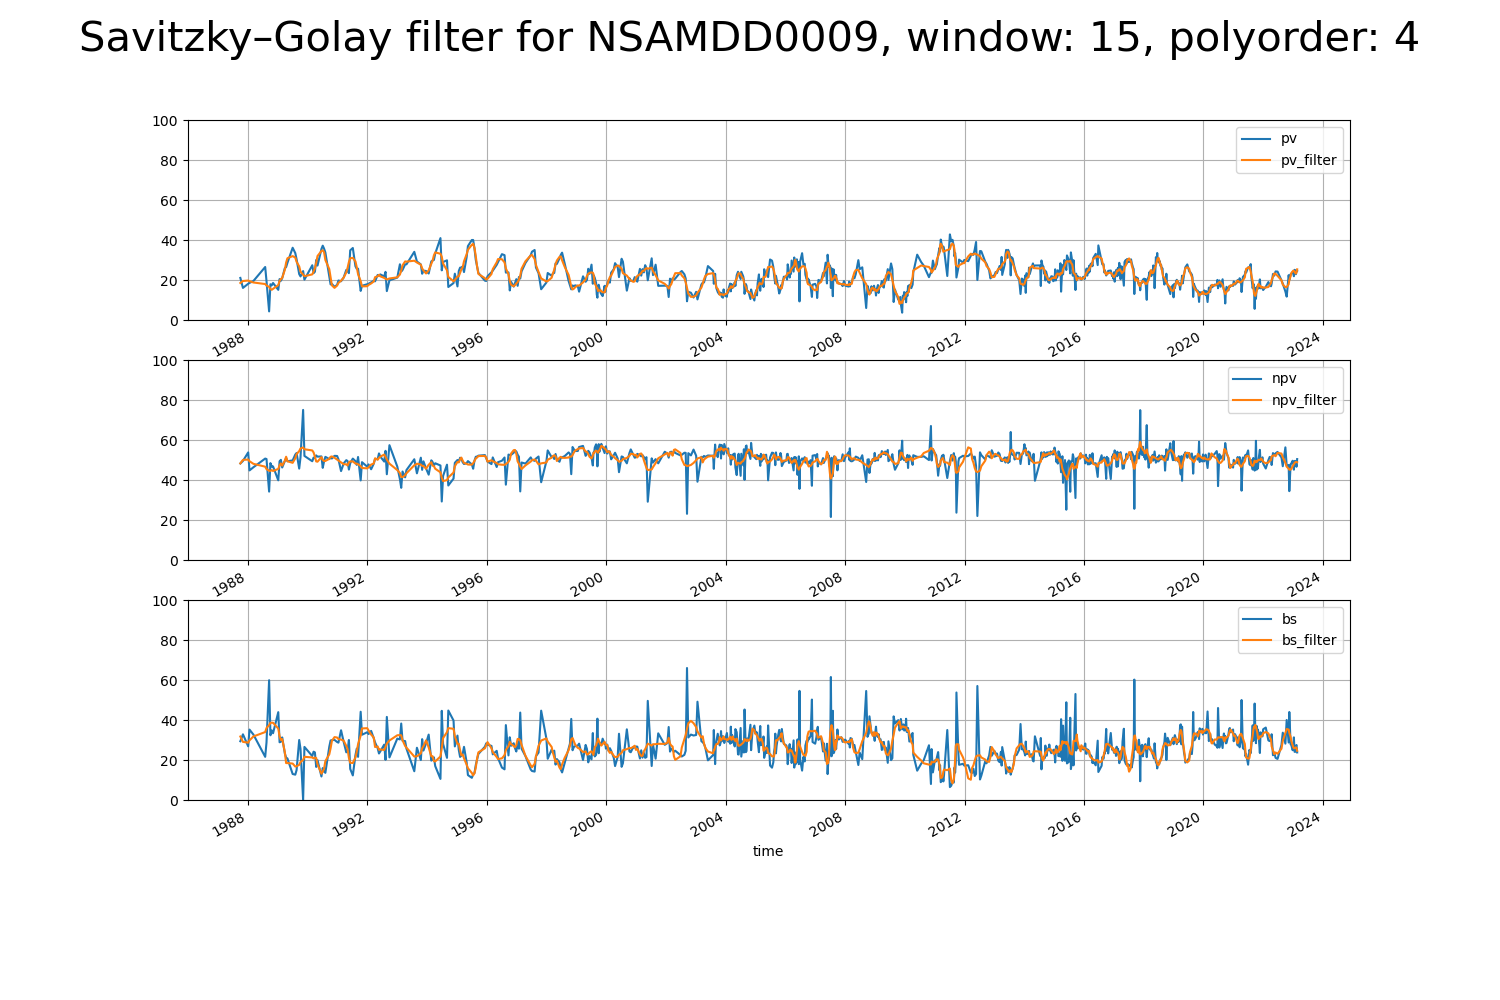 Savitzky–Golay filter for NSAMDD0009, window: 15, polyorder: 4
100
80
60
40
20
0
pv
pv_filter
1988 1992 1996 2000 2004 2008 2012 2016 2020 2024
100
80
60
40
20
0
npv
npv_filter
1988 1992 1996 2000 2004 2008 2012 2016 2020 2024
100
80
60
40
20
0
bs
bs_filter
1988 1992 1996 2000 2004 2008 2012 2016 2020 2024
time